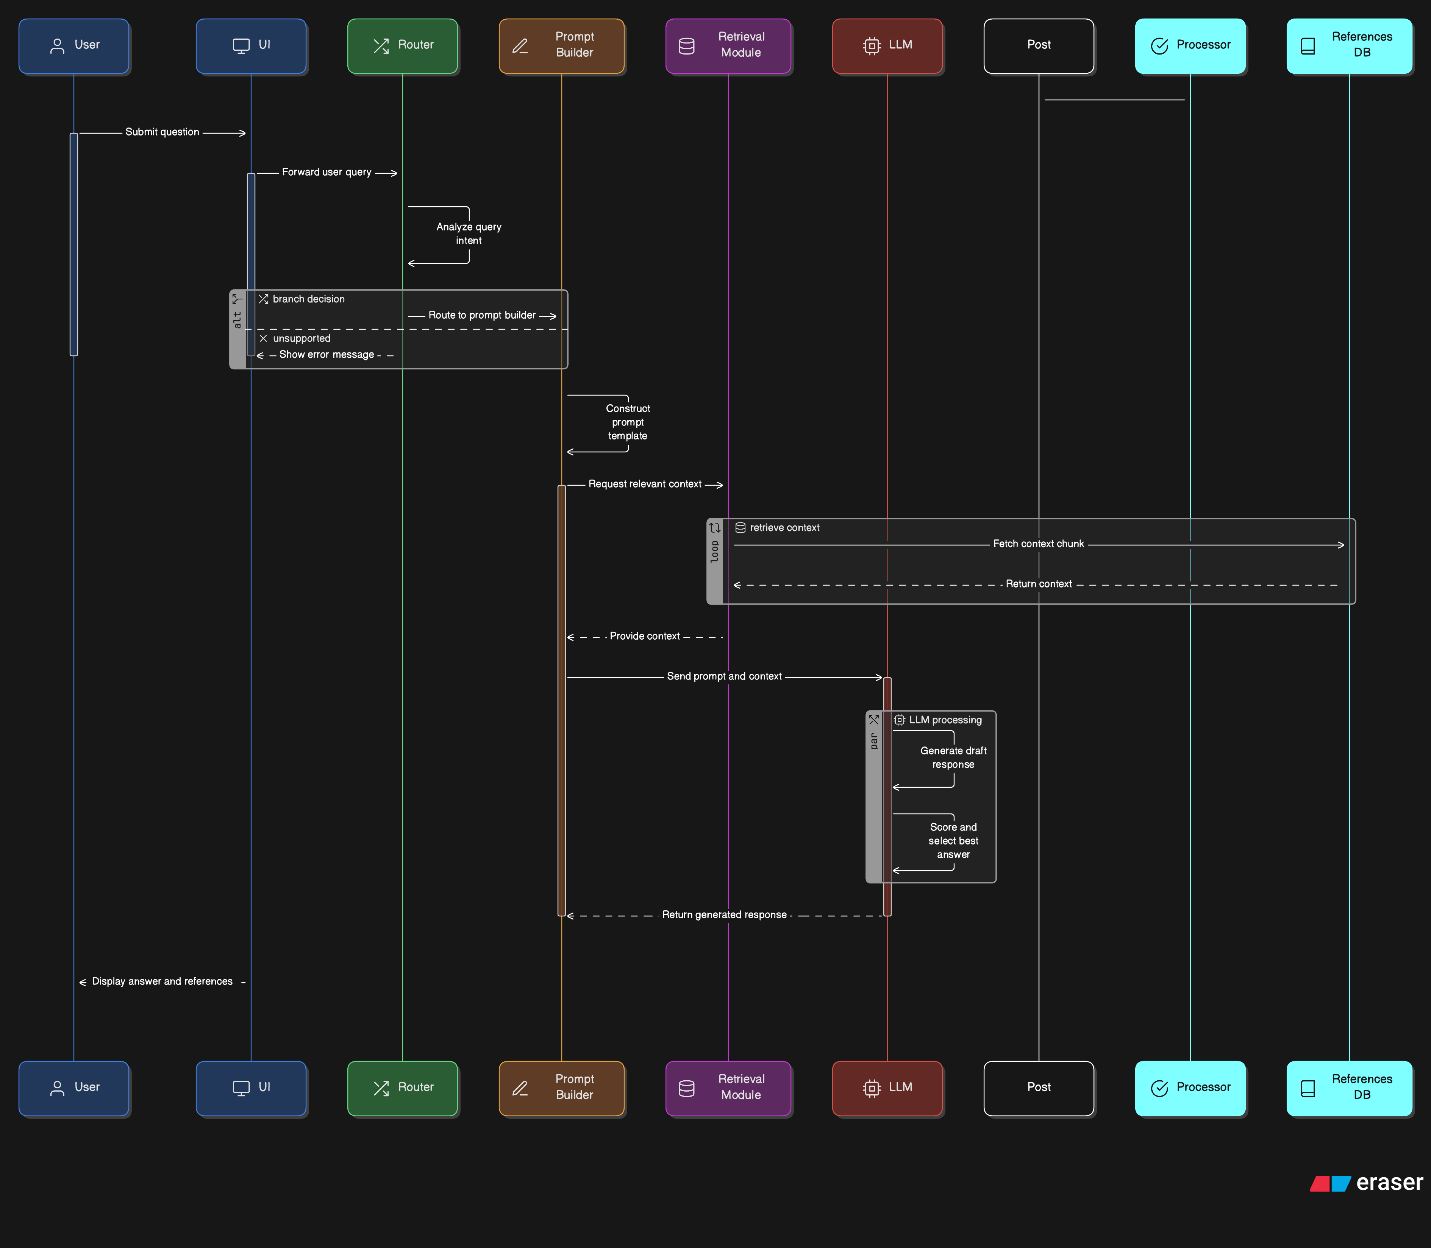 User
UI
Router
Prompt
Builder
Retrieval
Module
LLM
Post
Processor
References
DB
Submit question
Forward user query
Analyze query
intent
alt
branch decision
Route to prompt builder
unsupported
Show error message
Construct
prompt
template
Request relevant context
loop
retrieve context
Fetch context chunk
Return context
Provide context
Send prompt and context
par
LLM processing
Generate draft
response
Score and
select best
answer
Return generated response
Display answer and references
User
UI
Router
Prompt
Builder
Retrieval
Module
LLM
Post
Processor
References
DB
eraser